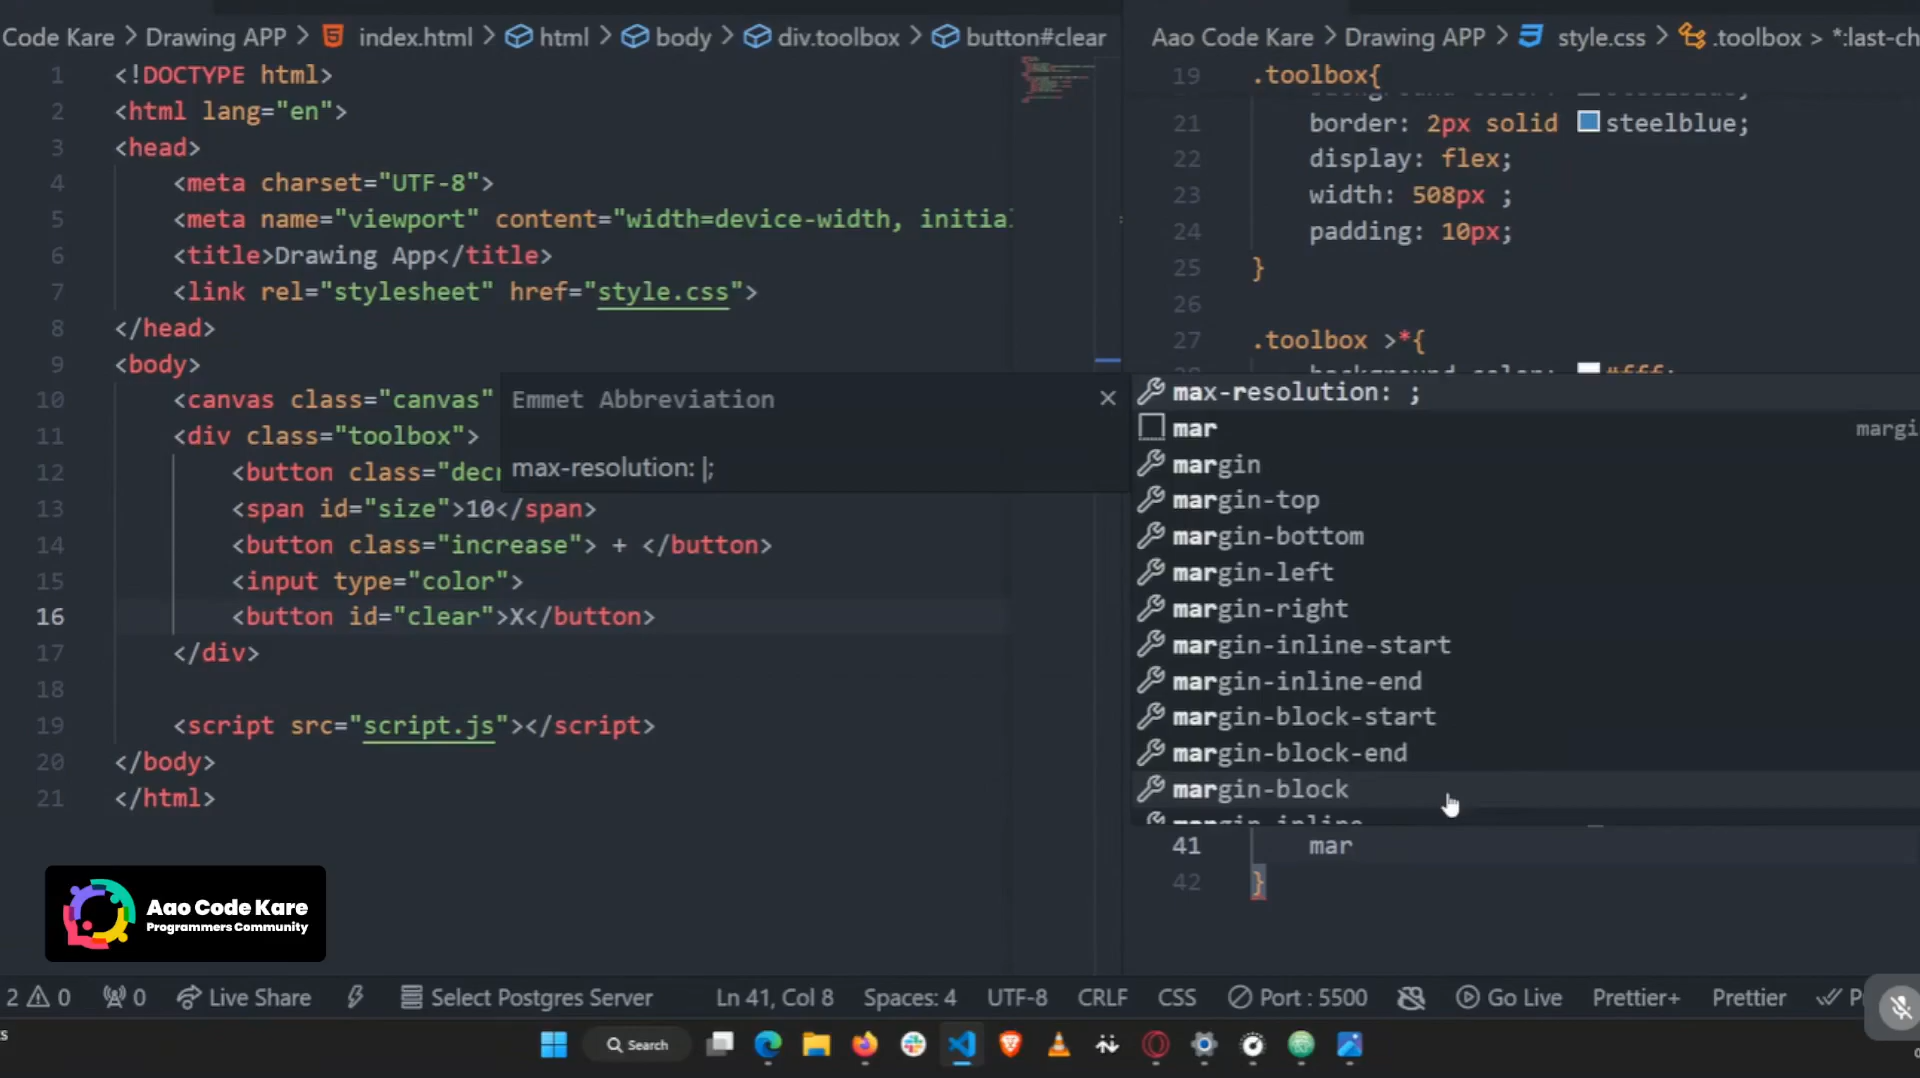 Code Kare > Drawing APP > index.html > html > body > div.toolbox > button#clear
1 <!DOCTYPE html>
2 <html lang="en">
3 <head>
4 <meta charset="UTF-8">
5 <meta name="viewport" content="width=device-width, initial
6 <title>Drawing App</title>
7 <link rel="stylesheet" href="style.css">
8 </head>
9 <body>
10 <canvas class="canvas"
11 <div class="toolbox">
12 <button class="decr
13 <span id="size">10</span>
14 <button class="increase"> + </button>
15 <input type="color">
16 <button id="clear">X</button>
17 </div>
18
19 <script src="script.js"></script>
20 </body>
21 </html>
Emmet Abbreviation
max-resolution: |;
Aao Code Kare > Drawing APP > style.css > .toolbox > *:last-ch
19 .toolbox{
21 border: 2px solid steelblue;
22 display: flex;
23 width: 508px ;
24 padding: 10px;
25 }
26
27 .toolbox >*{
max-resolution: ;
mar margi
margin
margin-top
margin-bottom
margin-left
margin-right
margin-inline-start
margin-inline-end
margin-block-start
margin-block-end
margin-block
margin-inline
41 mar
42 }
Aao Code Kare
Programmers Community
2 0 0 Live Share Select Postgres Server Ln 41, Col 8 Spaces: 4 UTF-8 CRLF CSS Port : 5500 Go Live Prettier+ Prettier
Search